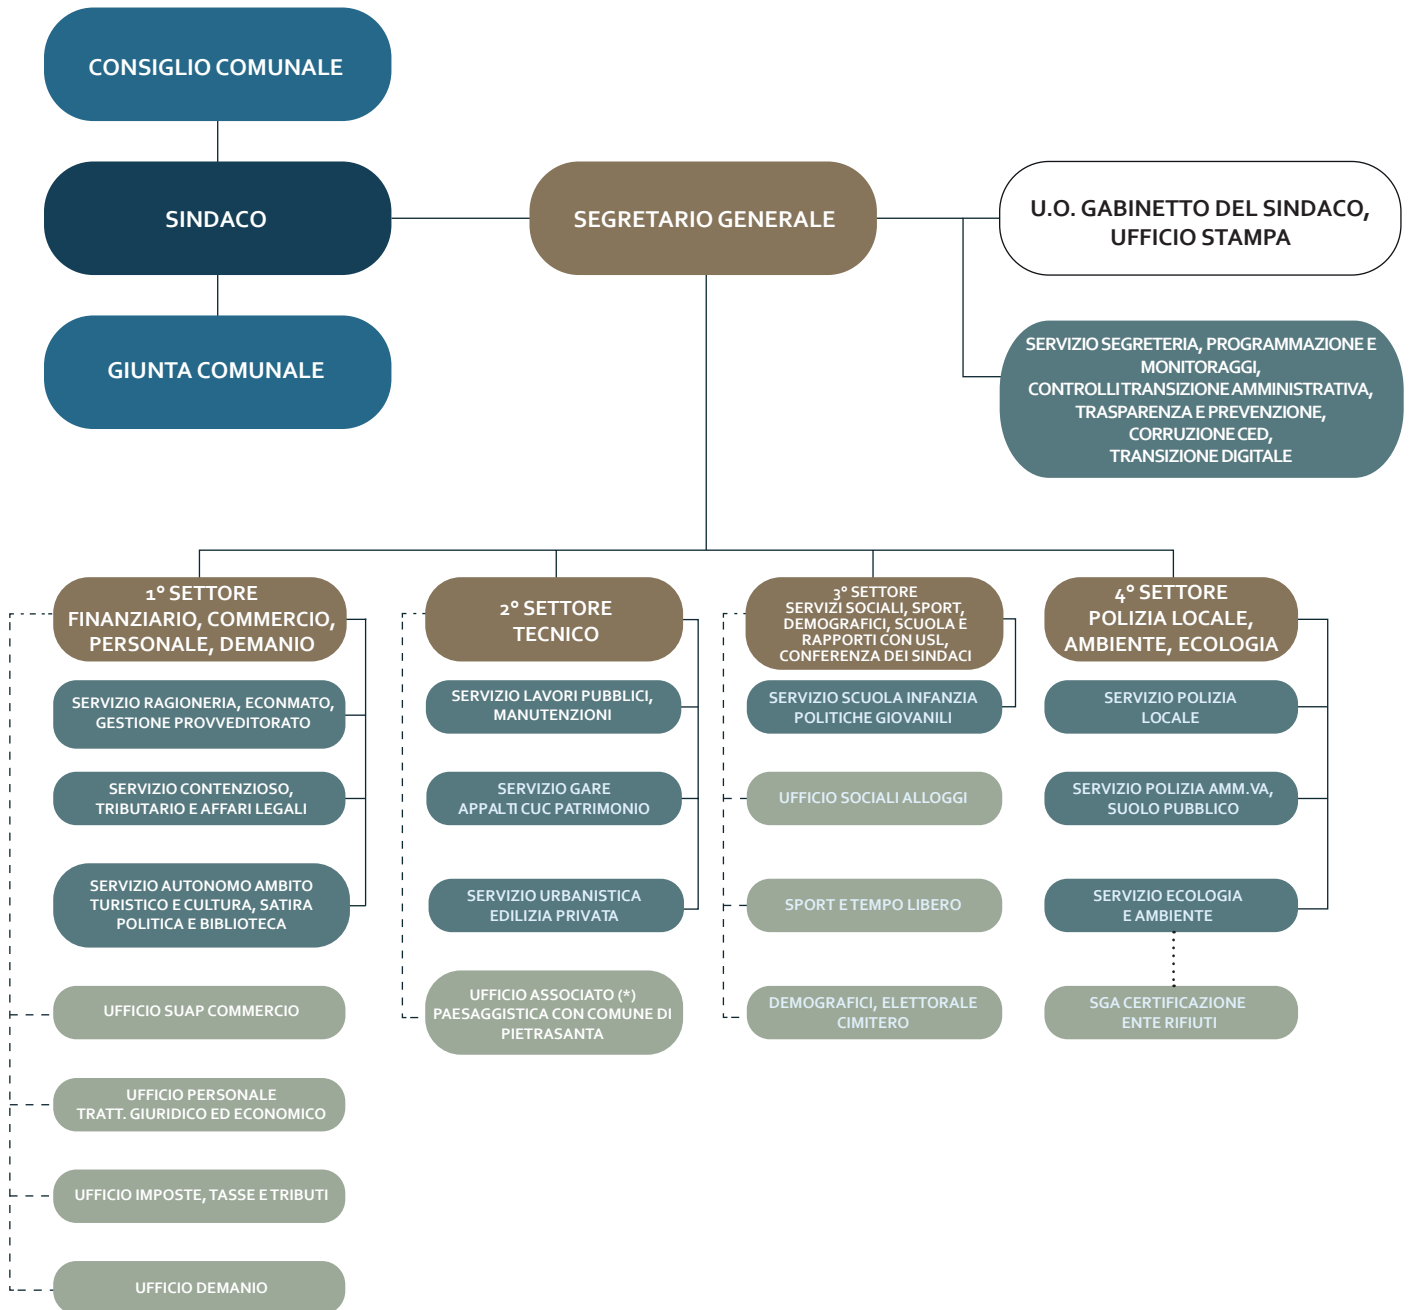 CONSIGLIO COMUNALE
SINDACO
SEGRETARIO GENERALE
U.O. GABINETTO DEL SINDACO,
UFFICIO STAMPA
GIUNTA COMUNALE
SERVIZIO SEGRETERIA, PROGRAMMAZIONE E
MONITORAGGI,
CONTROLLI TRANSIZIONE AMMINISTRATIVA,
TRASPARENZA E PREVENZIONE,
CORRUZIONE CED,
TRANSIZIONE DIGITALE
1° SETTORE
FINANZIARIO, COMMERCIO,
PERSONALE, DEMANIO
SERVIZIO RAGIONERIA, ECONMATO,
GESTIONE PROVVEDITORATO
SERVIZIO CONTENZIOSO,
TRIBUTARIO E AFFARI LEGALI
SERVIZIO AUTONOMO AMBITO
TURISTICO E CULTURA, SATIRA
POLITICA E BIBLIOTECA
UFFICIO SUAP COMMERCIO
UFFICIO PERSONALE
TRATT. GIURIDICO ED ECONOMICO
UFFICIO IMPOSTE, TASSE E TRIBUTI
UFFICIO DEMANIO
2° SETTORE
TECNICO
SERVIZIO LAVORI PUBBLICI,
MANUTENZIONI
SERVIZIO GARE
APPALTI CUC PATRIMONIO
SERVIZIO URBANISTICA
EDILIZIA PRIVATA
UFFICIO ASSOCIATO (*)
PAESAGGISTICA CON COMUNE DI
PIETRASANTA
3° SETTORE
SERVIZI SOCIALI, SPORT,
DEMOGRAFICI, SCUOLA E
RAPPORTI CON USL,
CONFERENZA DEI SINDACI
SERVIZIO SCUOLA INFANZIA
POLITICHE GIOVANILI
UFFICIO SOCIALI ALLOGGI
SPORT E TEMPO LIBERO
DEMOGRAFICI, ELETTORALE
CIMITERO
4° SETTORE
POLIZIA LOCALE,
AMBIENTE, ECOLOGIA
SERVIZIO POLIZIA
LOCALE
SERVIZIO POLIZIA AMM.VA,
SUOLO PUBBLICO
SERVIZIO ECOLOGIA
E AMBIENTE
SGA CERTIFICAZIONE
ENTE RIFIUTI